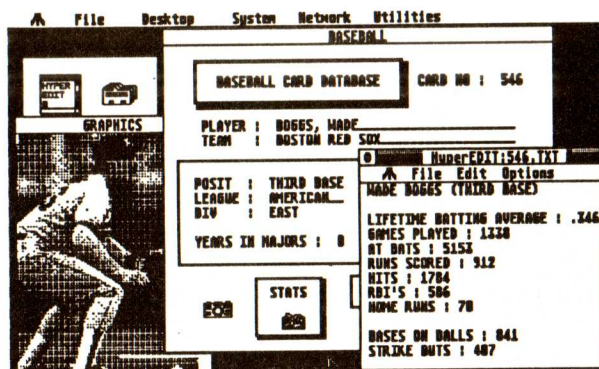 File Desktop System Network Utilities
BASEBALL
HYPER
BASEBALL CARD DATABASE
CARD NO : 546
GRAPHICS
PLAYER : BOGGS, WADE
TEAM : BOSTON RED SOX
POSIT : THIRD BASE
LEAGUE : AMERICAN
DIV : EAST
YEARS IN MAJORS : 8
STATS
HyperEDIT:546.TXT
File Edit Options
WADE BOGGS (THIRD BASE)
LIFETIME BATTING AVERAGE : .346
GAMES PLAYED : 1338
AT BATS : 5153
RUNS SCORED : 912
HITS : 1784
RBI'S : 586
HOME RUNS : 70
BASES ON BALLS : 841
STRIKE OUTS : 407